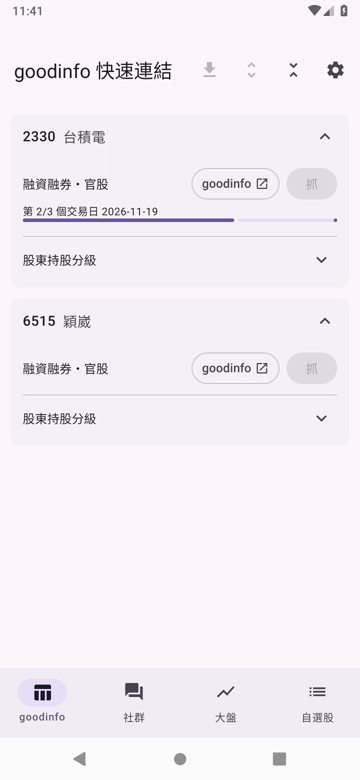 11:41
goodinfo 快速連結
2330 台積電
融資融券・官股 goodinfo 抓
第 2/3 個交易日 2026-11-19
股東持股分級
6515 穎崴
融資融券・官股 goodinfo 抓
股東持股分級
goodinfo 社群 大盤 自選股